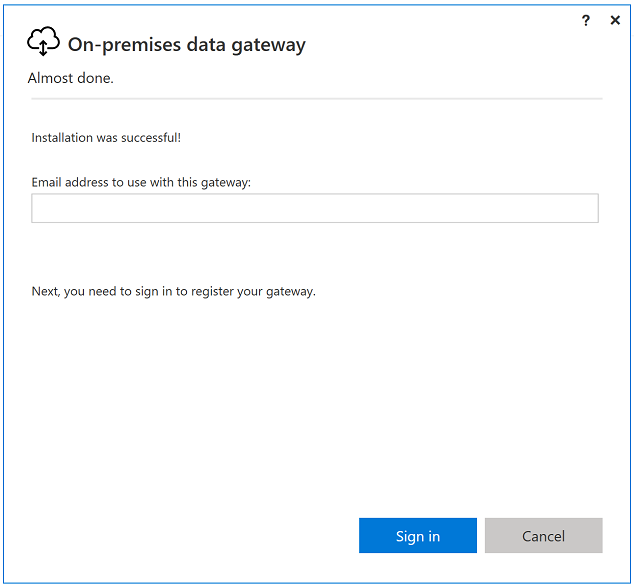 ? ✕
On-premises data gateway
Almost done.
Installation was successful!
Email address to use with this gateway:
Next, you need to sign in to register your gateway.
Sign in Cancel